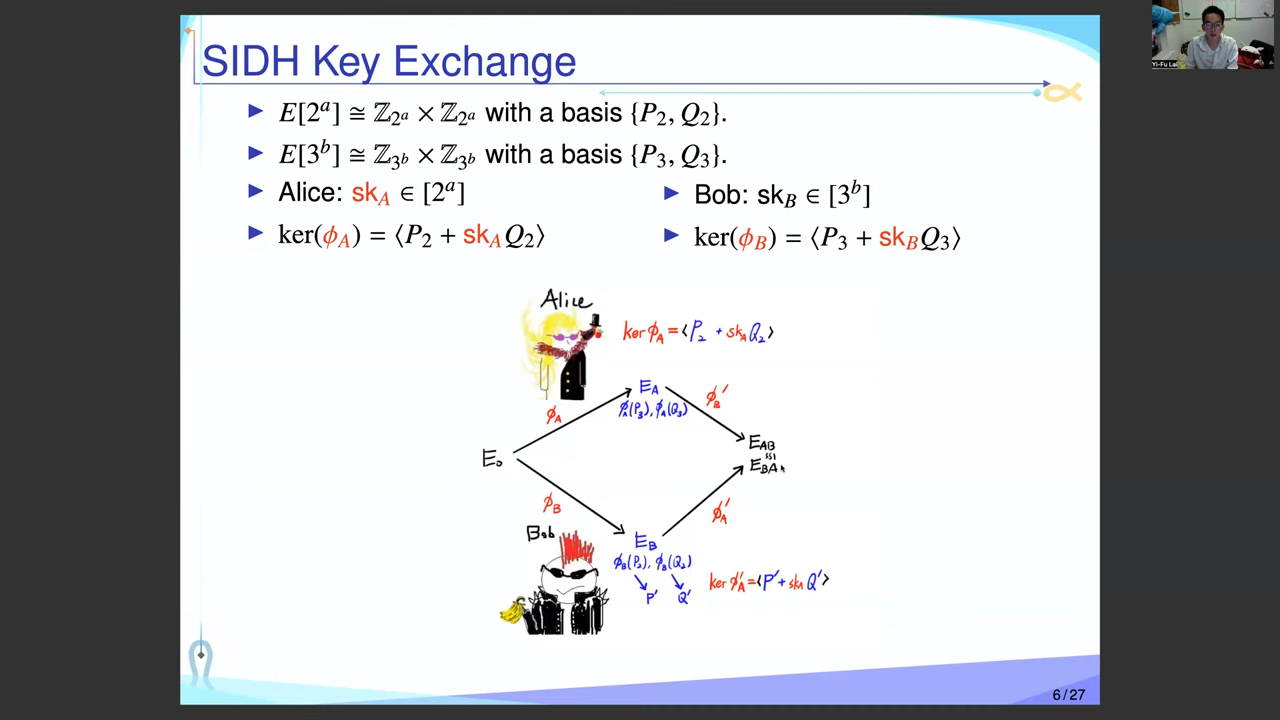 SIDH Key Exchange
E[2^a] ≅ ℤ_{2^a} × ℤ_{2^a} with a basis {P_2, Q_2}.
E[3^b] ≅ ℤ_{3^b} × ℤ_{3^b} with a basis {P_3, Q_3}.
Alice: sk_A ∈ [2^a]
Bob: sk_B ∈ [3^b]
ker(ϕ_A) = ⟨P_2 + sk_A Q_2⟩
ker(ϕ_B) = ⟨P_3 + sk_B Q_3⟩
Alice
ker ϕ_A = ⟨P_2 + sk_A Q_2⟩
E_A
ϕ_A(P_3), ϕ_A(Q_3)
ϕ_A
ϕ_B'
E_0
E_AB
≅
E_BA
ϕ_B
ϕ_A'
Bob
E_B
ϕ_B(P_2), ϕ_B(Q_2)
P' Q'
ker ϕ_A' = ⟨P' + sk_A Q'⟩
6 / 27
Yi-Fu Lai